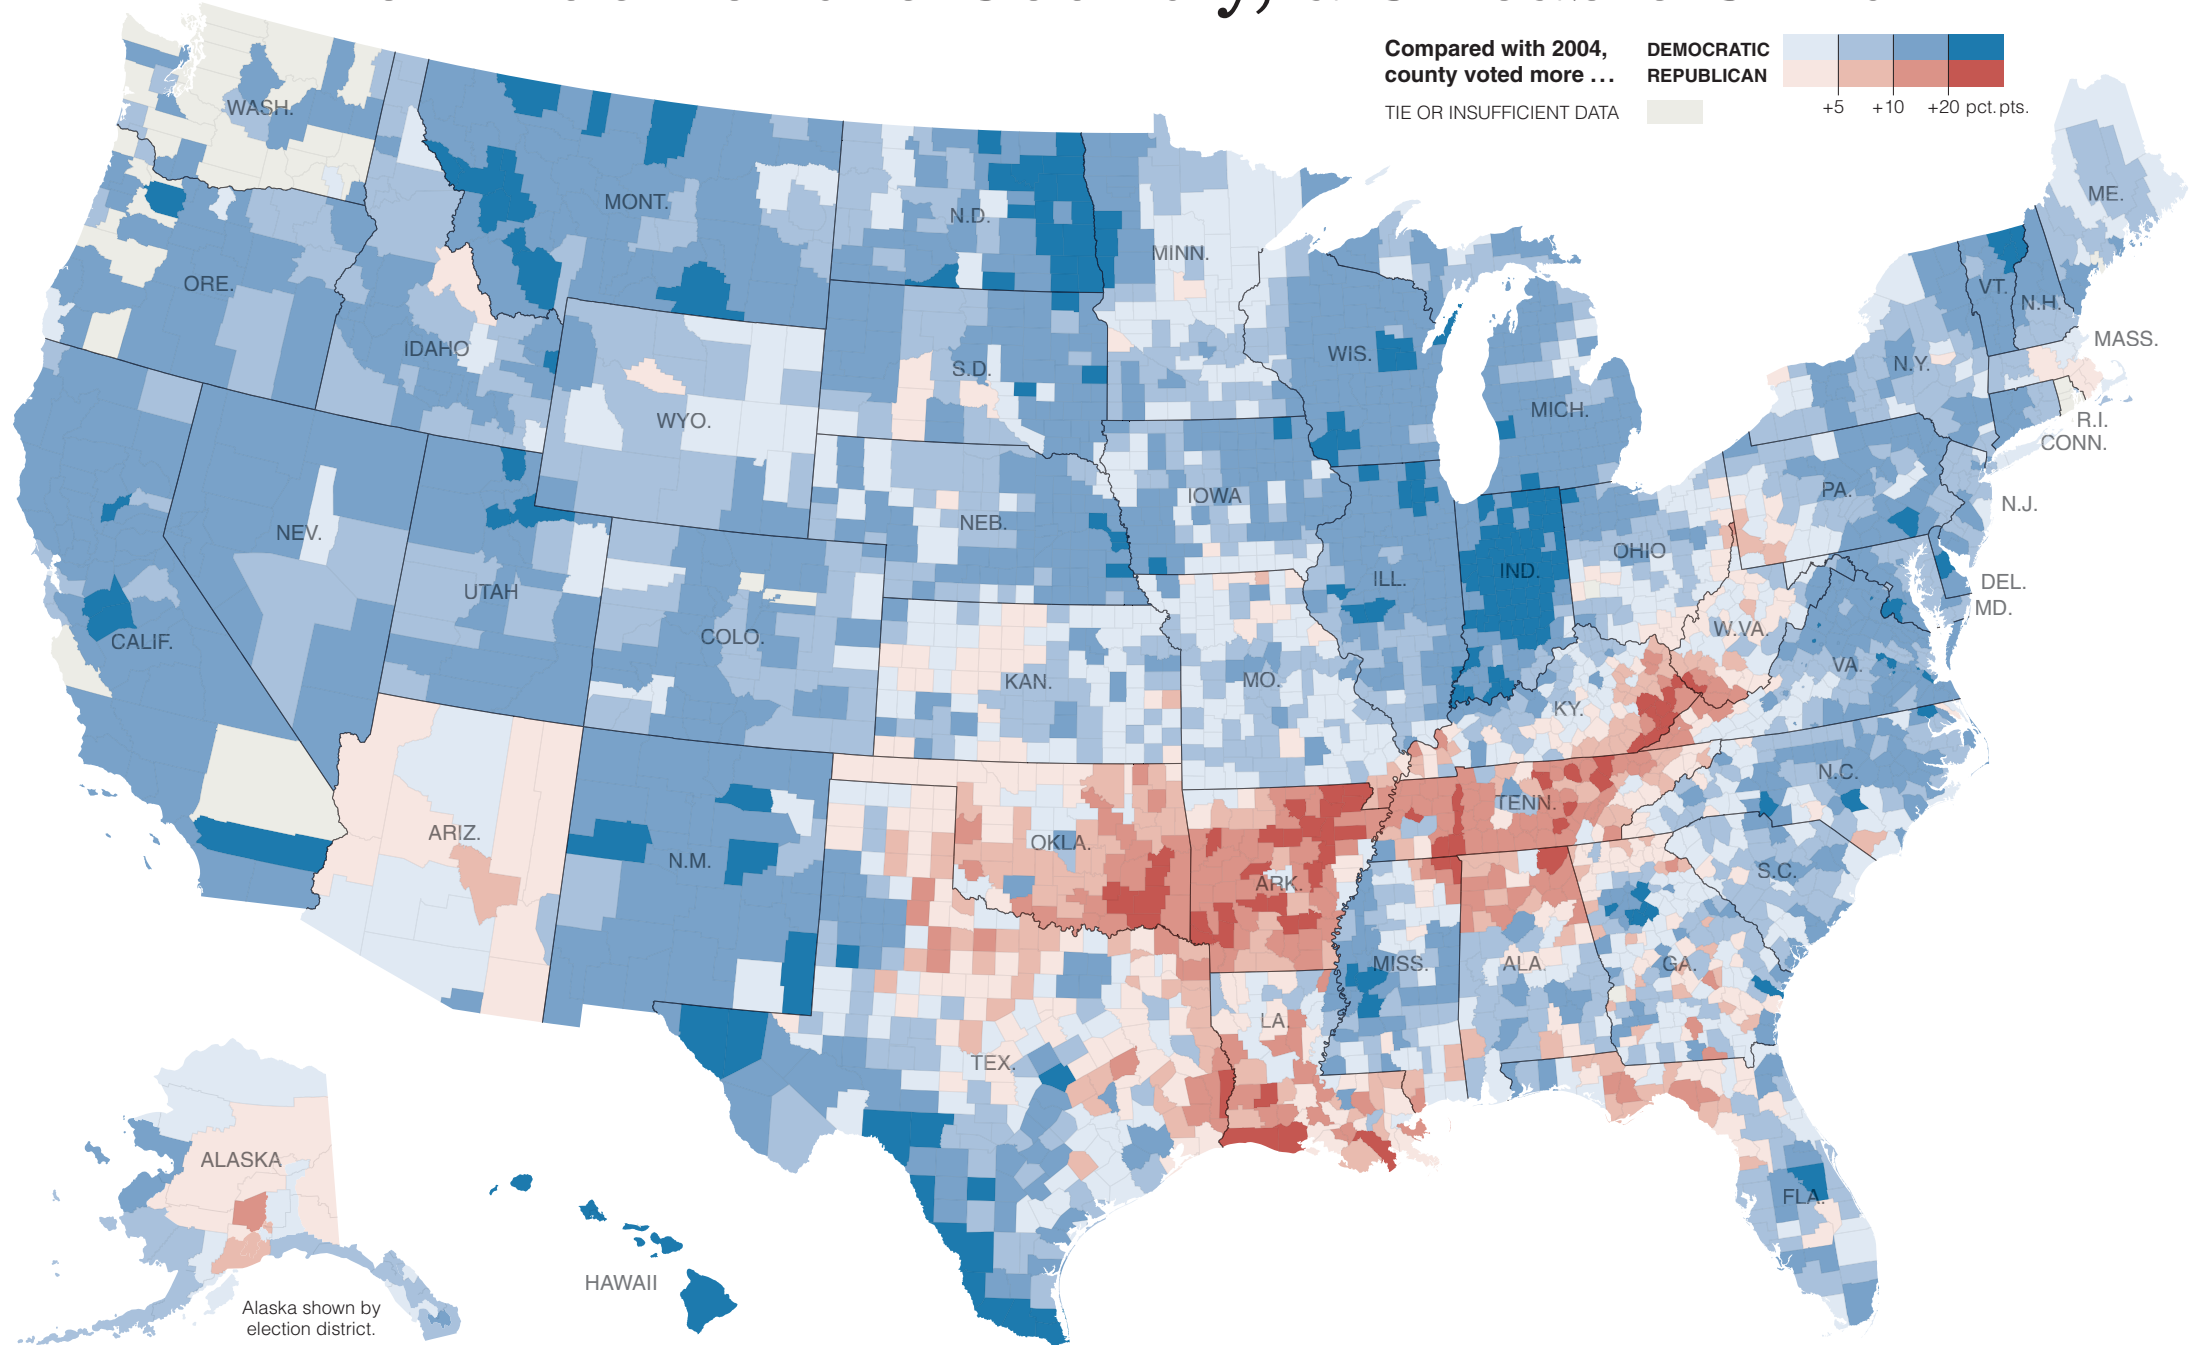 Compared with 2004,
county voted more ...
DEMOCRATIC
REPUBLICAN
TIE OR INSUFFICIENT DATA
+5 +10 +20 pct. pts.
WASH.
MONT.
N.D.
MINN.
ME.
ORE.
IDAHO
S.D.
WIS.
MICH.
N.Y.
VT.
N.H.
MASS.
WYO.
R.I.
CONN.
NEV.
UTAH
NEB.
IOWA
ILL.
IND.
OHIO
PA.
N.J.
DEL.
MD.
CALIF.
COLO.
KAN.
MO.
KY.
W.VA.
VA.
ARIZ.
N.M.
OKLA.
ARK.
TENN.
N.C.
S.C.
TEX.
LA.
MISS.
ALA.
GA.
FLA.
ALASKA
HAWAII
Alaska shown by
election district.